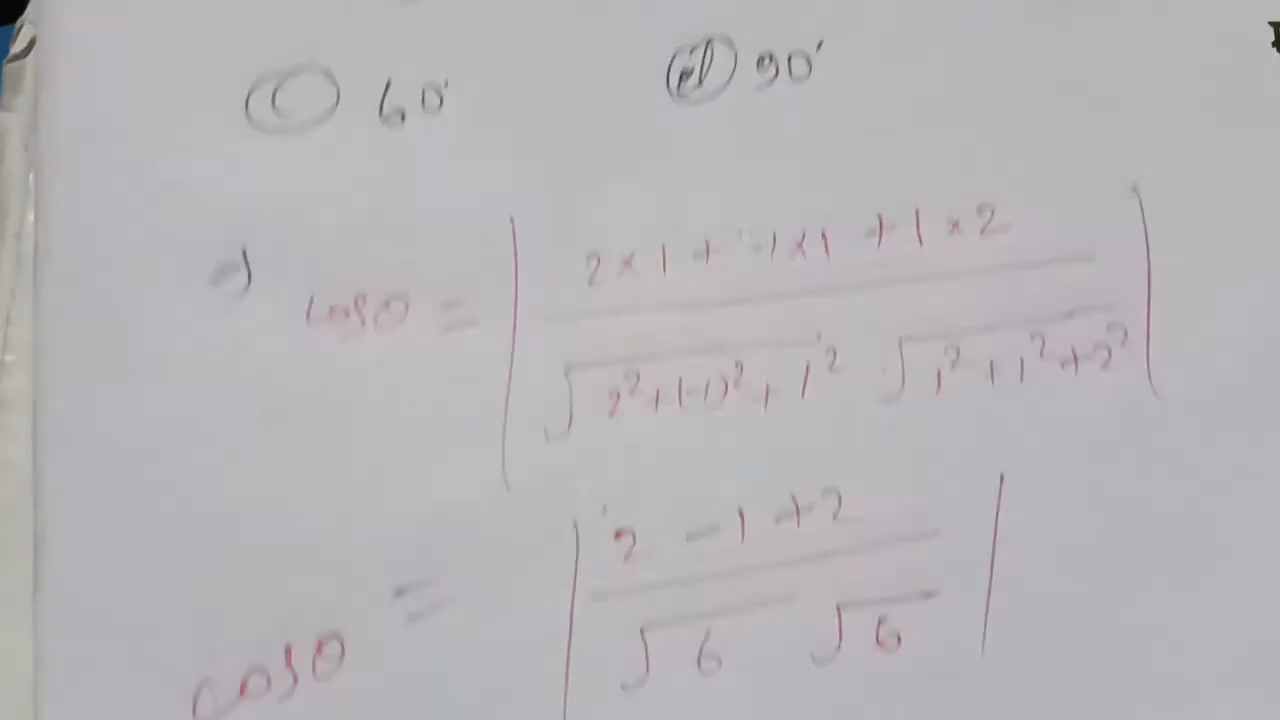 (c) 60° (d) 90°
=> cosθ = | (2×1 + -1×1 + 1×2) / (√(2²+(-1)²+1²) √(1²+1²+2²)) |
cosθ = | (2 - 1 + 2) / (√6 √6) |